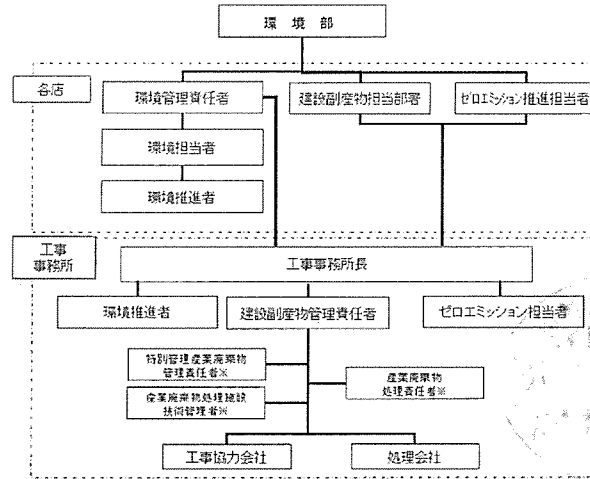 環境部
各店
環境管理責任者
建設副産物担当部署
ゼロエミッション推進担当者
環境担当者
環境推進者
工事
事務所
工事事務所長
環境推進者
建設副産物管理責任者
ゼロエミッション担当者
特別管理産業廃棄物
管理責任者※
産業廃棄物
処理責任者※
産業廃棄物処理施設
技術管理者※
工事協力会社
処理会社